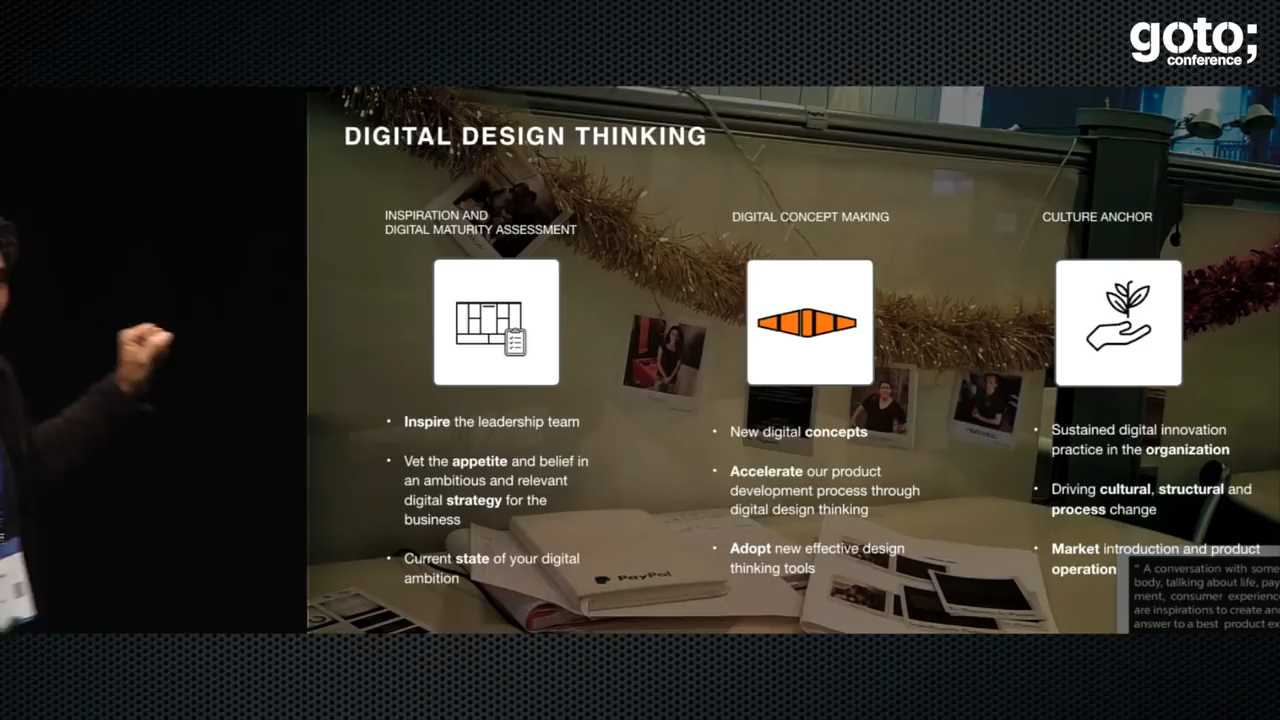 goto;
conference
DIGITAL DESIGN THINKING
INSPIRATION AND
DIGITAL MATURITY ASSESSMENT
• Inspire the leadership team
• Vet the appetite and belief in
an ambitious and relevant
digital strategy for the
business
• Current state of your digital
ambition
DIGITAL CONCEPT MAKING
• New digital concepts
• Accelerate our product
development process through
digital design thinking
• Adopt new effective design
thinking tools
CULTURE ANCHOR
• Sustained digital innovation
practice in the organization
• Driving cultural, structural and
process change
• Market introduction and product
operation
PayPal
" A conversation with some
body, tallking about life, pay
ment, consumer experience
are inspirations to create an
answer to a best product ex